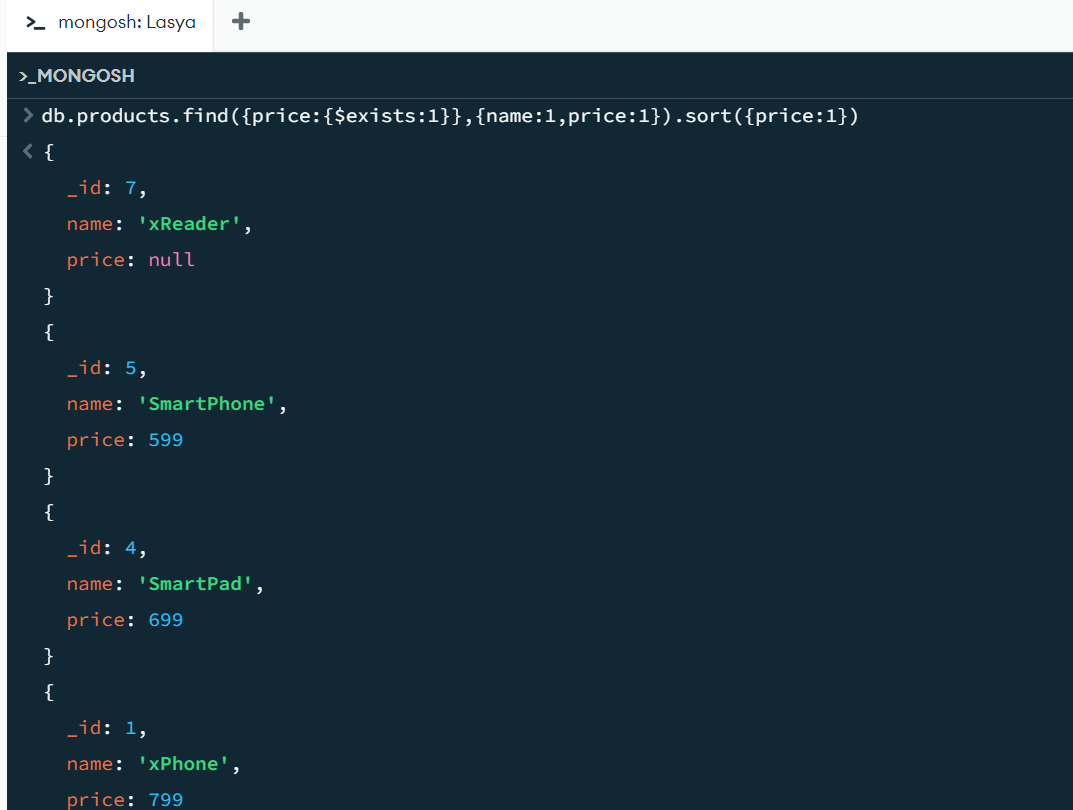 >_ mongosh: Lasya +
>_MONGOSH
> db.products.find({price:{$exists:1}},{name:1,price:1}).sort({price:1})
< {
_id: 7,
name: 'xReader',
price: null
}
{
_id: 5,
name: 'SmartPhone',
price: 599
}
{
_id: 4,
name: 'SmartPad',
price: 699
}
{
_id: 1,
name: 'xPhone',
price: 799